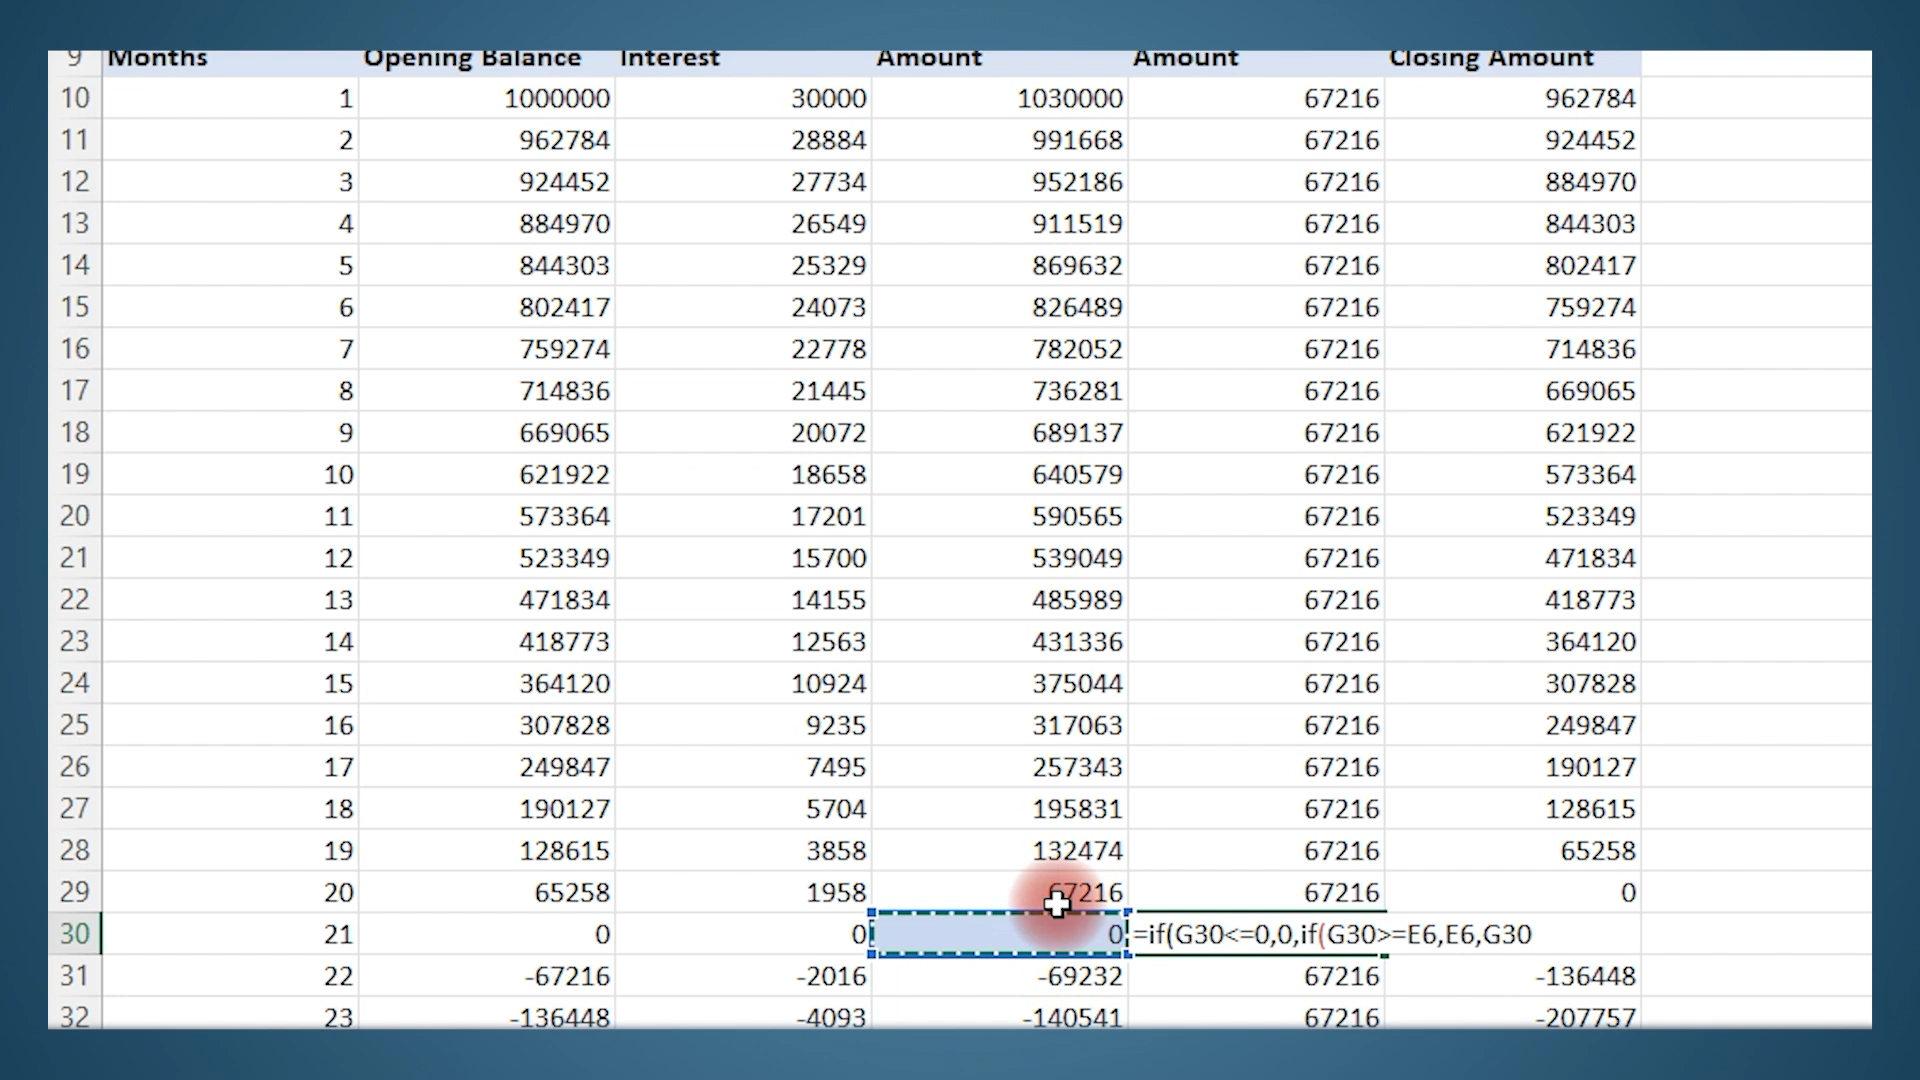 9 Months Opening Balance Interest Amount Amount Closing Amount
10 1 1000000 30000 1030000 67216 962784
11 2 962784 28884 991668 67216 924452
12 3 924452 27734 952186 67216 884970
13 4 884970 26549 911519 67216 844303
14 5 844303 25329 869632 67216 802417
15 6 802417 24073 826489 67216 759274
16 7 759274 22778 782052 67216 714836
17 8 714836 21445 736281 67216 669065
18 9 669065 20072 689137 67216 621922
19 10 621922 18658 640579 67216 573364
20 11 573364 17201 590565 67216 523349
21 12 523349 15700 539049 67216 471834
22 13 471834 14155 485989 67216 418773
23 14 418773 12563 431336 67216 364120
24 15 364120 10924 375044 67216 307828
25 16 307828 9235 317063 67216 249847
26 17 249847 7495 257343 67216 190127
27 18 190127 5704 195831 67216 128615
28 19 128615 3858 132474 67216 65258
29 20 65258 1958 67216 67216 0
30 21 0 0 0 =if(G30<=0,0,if(G30>=E6,E6,G30
31 22 -67216 -2016 -69232 67216 -136448
32 23 -136448 -4093 -140541 67216 -207757